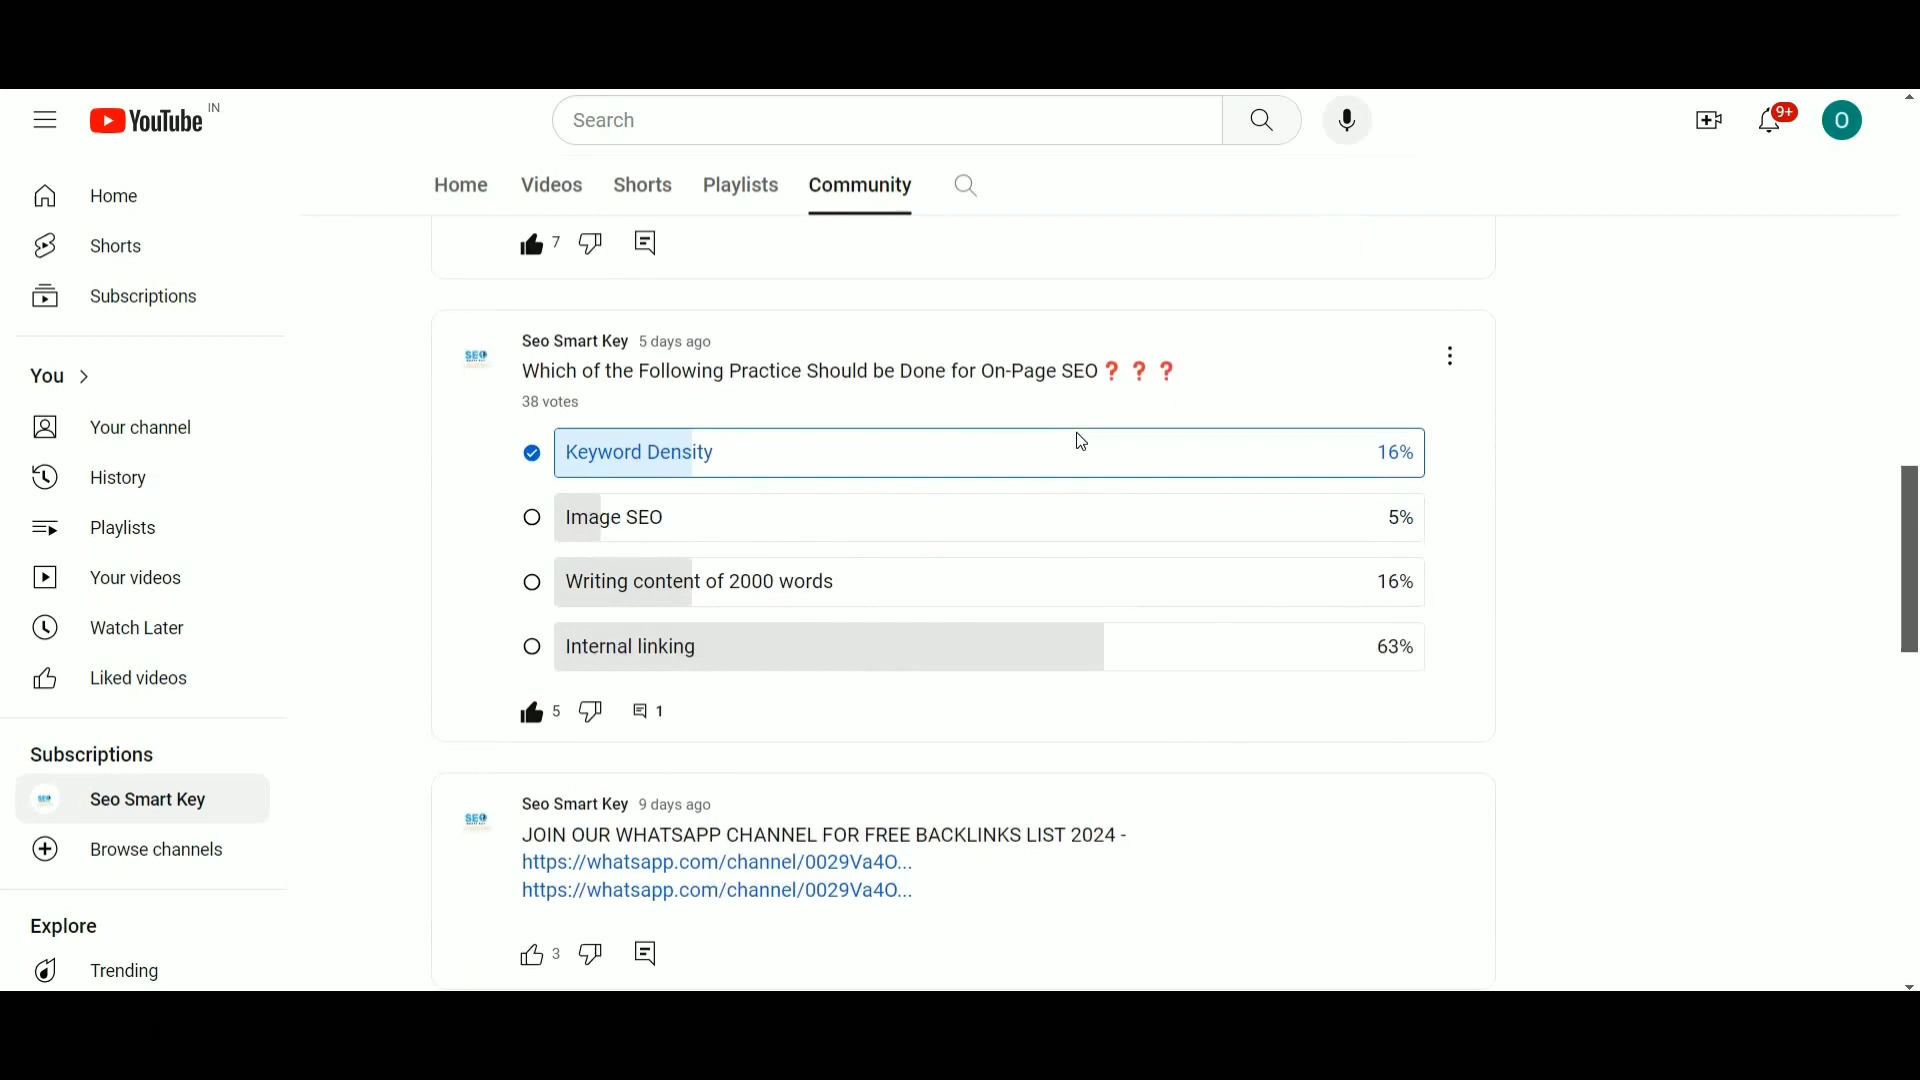 YouTube IN
Search
9+
O
Home
Shorts
Subscriptions
You
Your channel
History
Playlists
Your videos
Watch Later
Liked videos
Subscriptions
Seo Smart Key
Browse channels
Explore
Trending
Home Videos Shorts Playlists Community
7
Seo Smart Key 5 days ago
Which of the Following Practice Should be Done for On-Page SEO❓❓❓
38 votes
Keyword Density 16%
Image SEO 5%
Writing content of 2000 words 16%
Internal linking 63%
5 1
Seo Smart Key 9 days ago
JOIN OUR WHATSAPP CHANNEL FOR FREE BACKLINKS LIST 2024 -
https://whatsapp.com/channel/0029Va4O...
https://whatsapp.com/channel/0029Va4O...
3